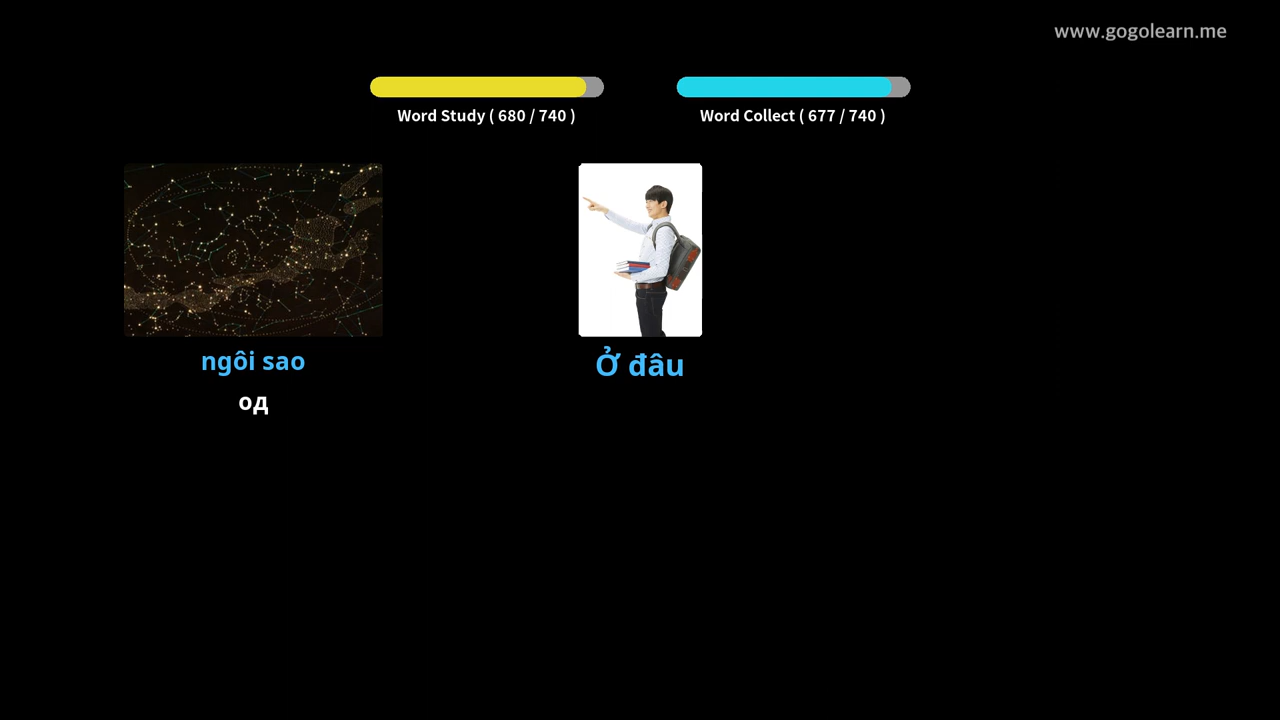 www.gogolearn.me
Word Study ( 680 / 740 )
Word Collect ( 677 / 740 )
ngôi sao
од
Ở đâu